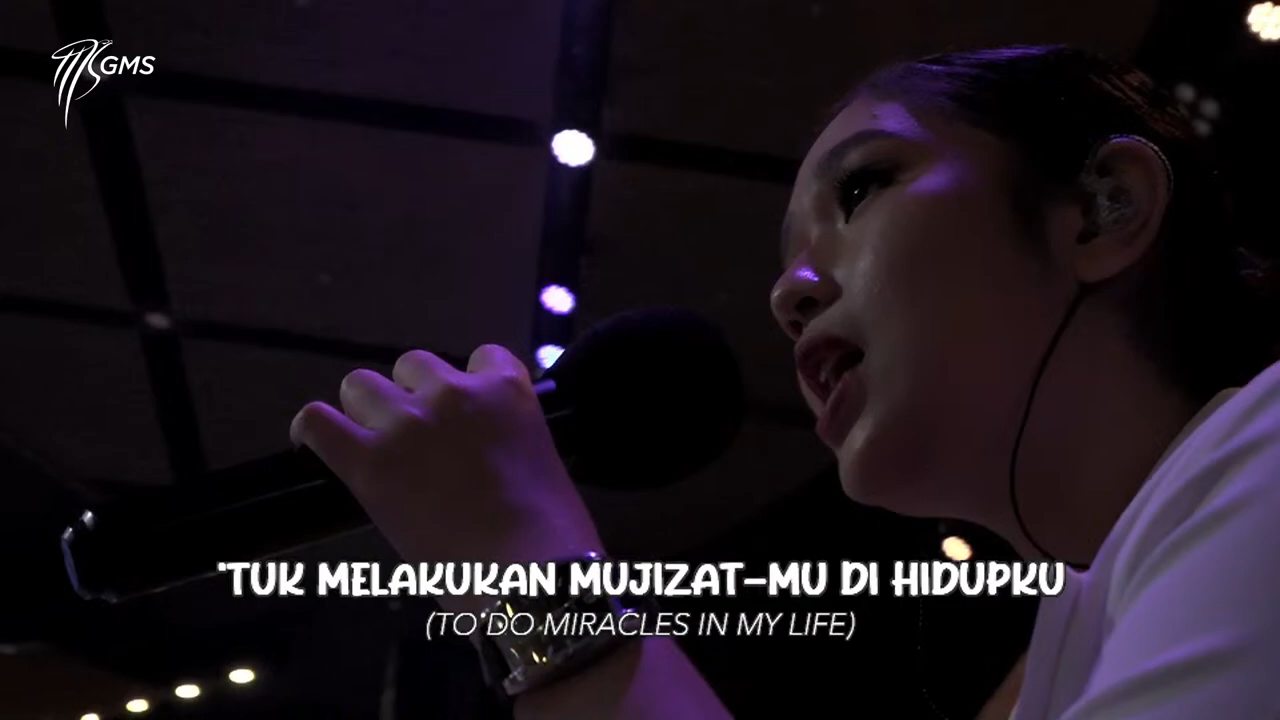 GMS
'TUK MELAKUKAN MUJIZAT-MU DI HIDUPKU
(TO DO MIRACLES IN MY LIFE)